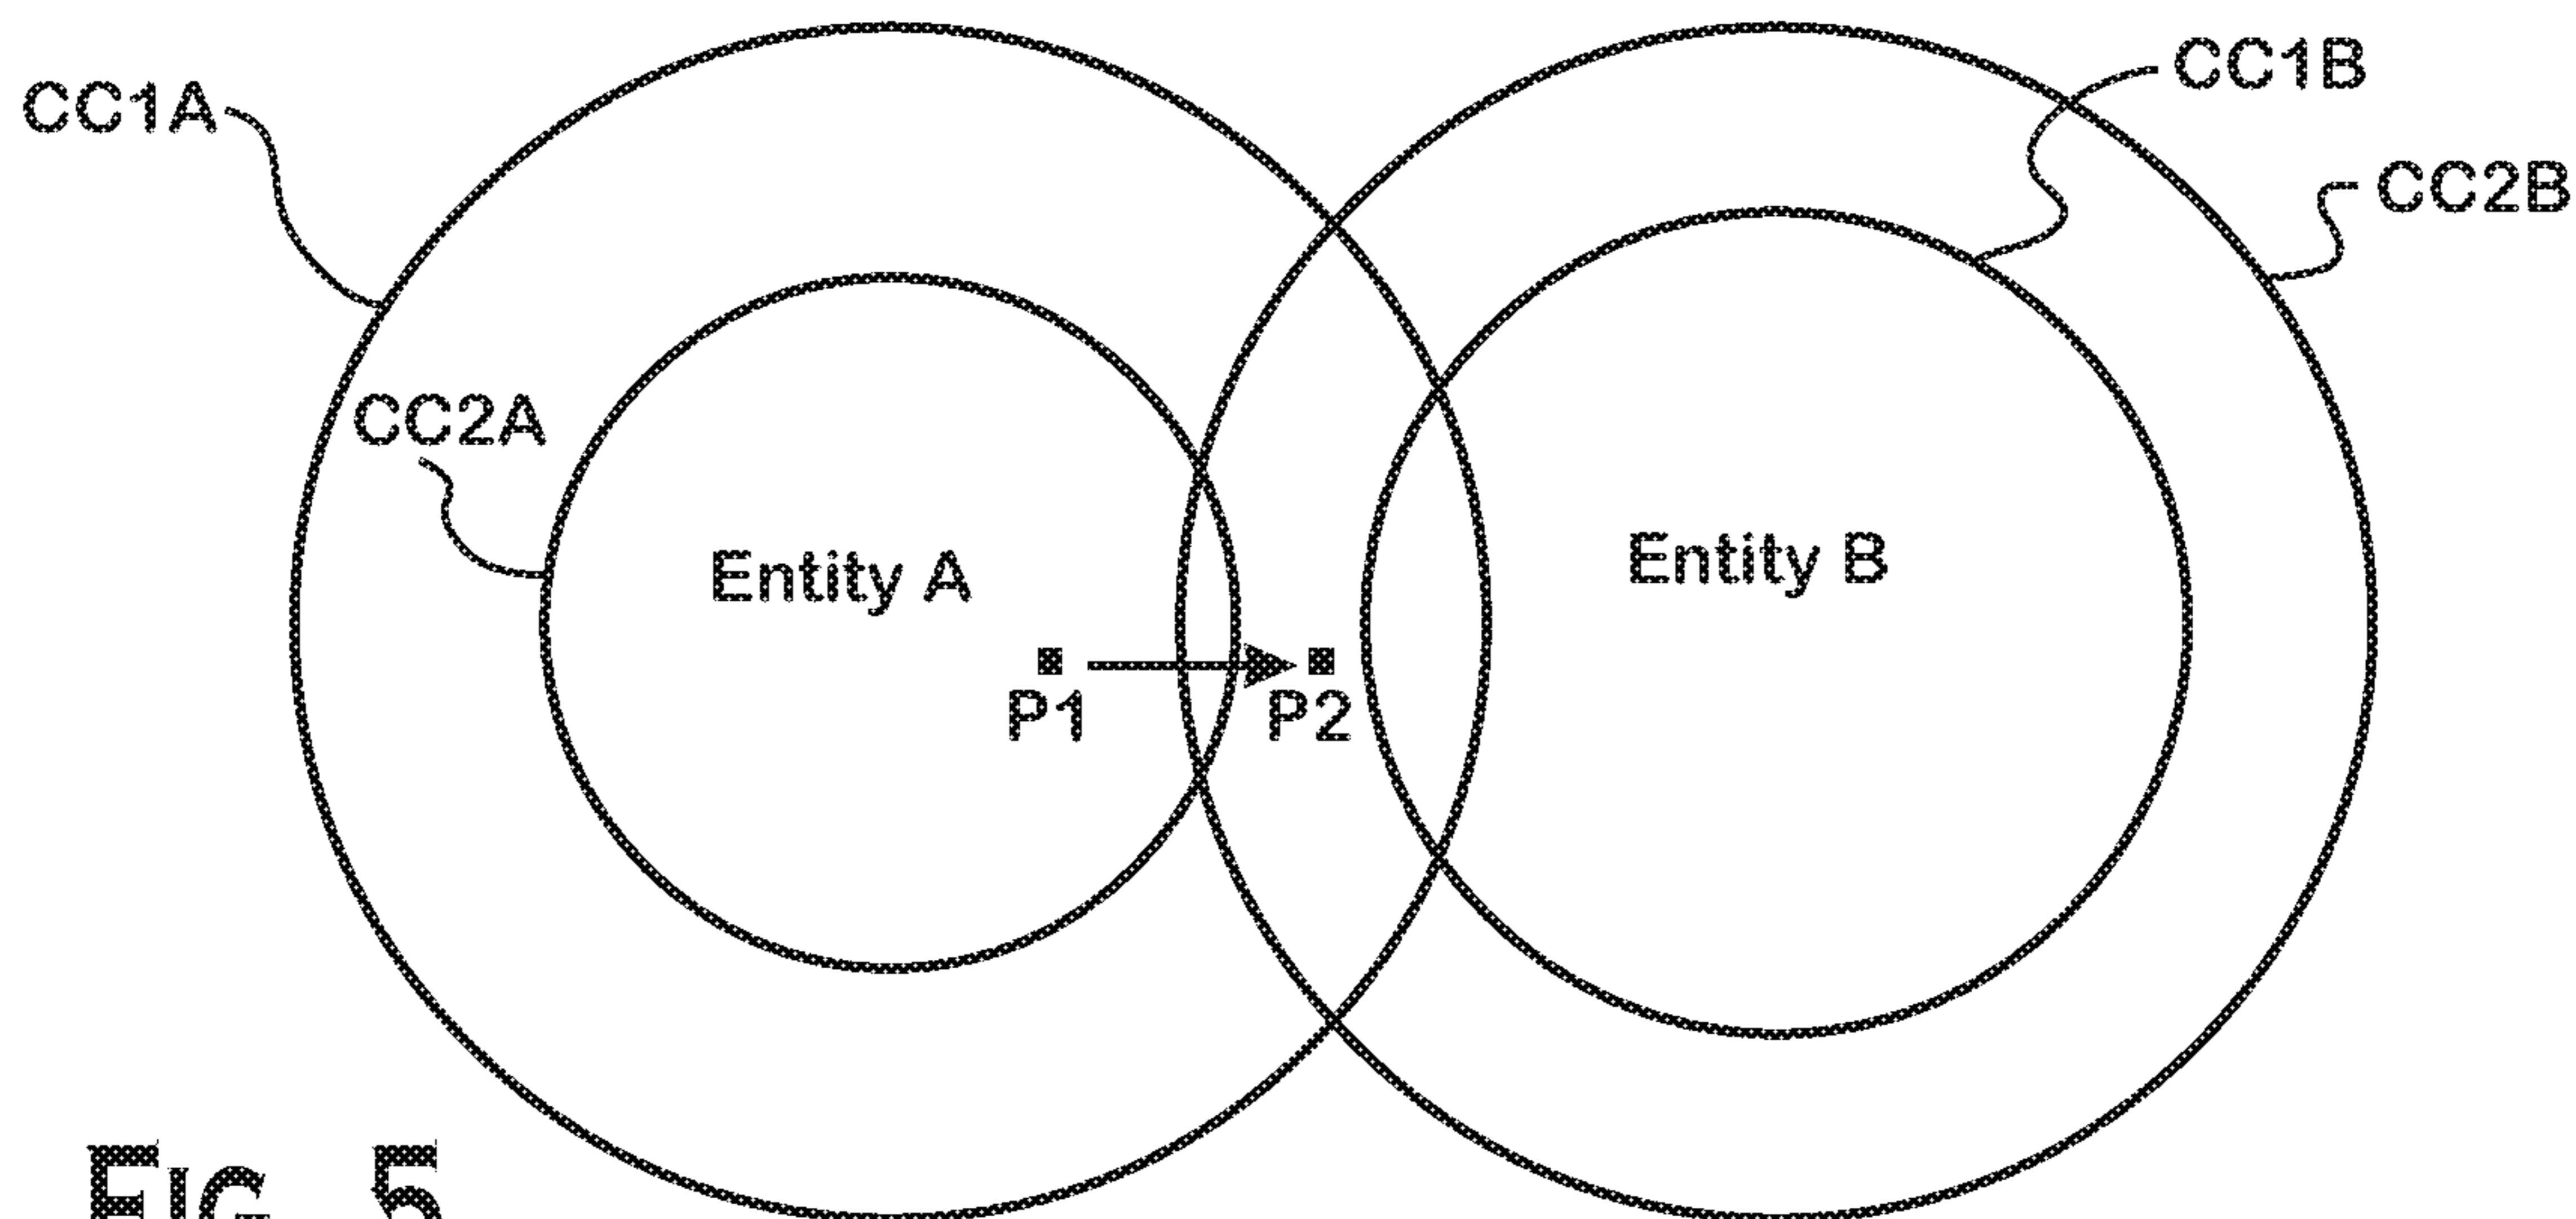 CC1A
CC1B
CC2B
CC2A
Entity A
Entity B
P1
P2
FIG. 5